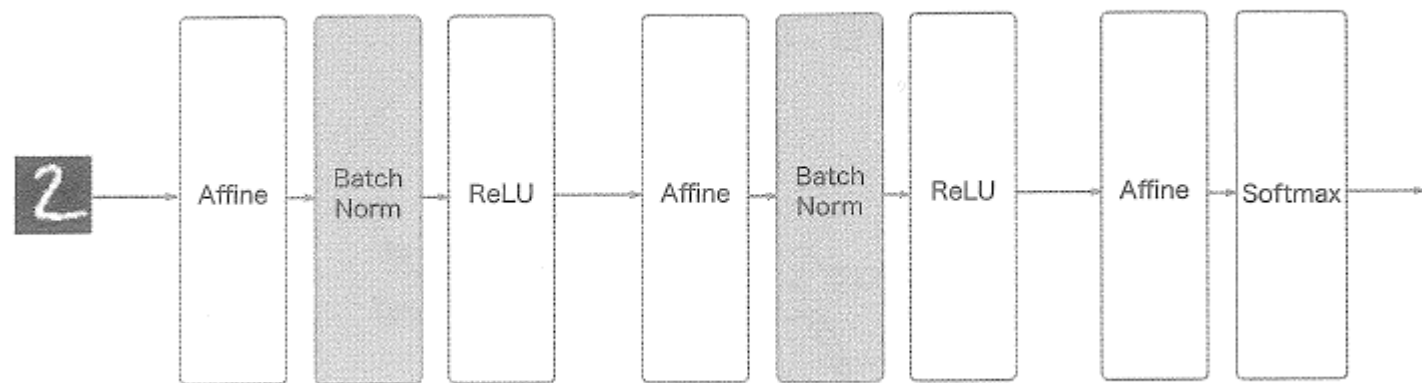 2
Affine
Batch
Norm
ReLU
Affine
Batch
Norm
ReLU
Affine
Softmax